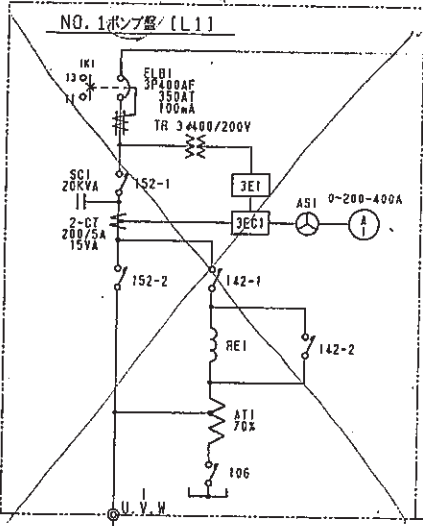 NO. 1ポンプ盤 [L1]
1K1
13
11
ELB1
3P400AF
350AT
100mA
TR 3φ400/200V
SC1
20KVA
152-1
3E1
3EC1
AS1
0~200~400A
A
1
2-CT
200/5A
15VA
152-2
142-1
142-2
RE1
AT1
70%
106
U.V.W